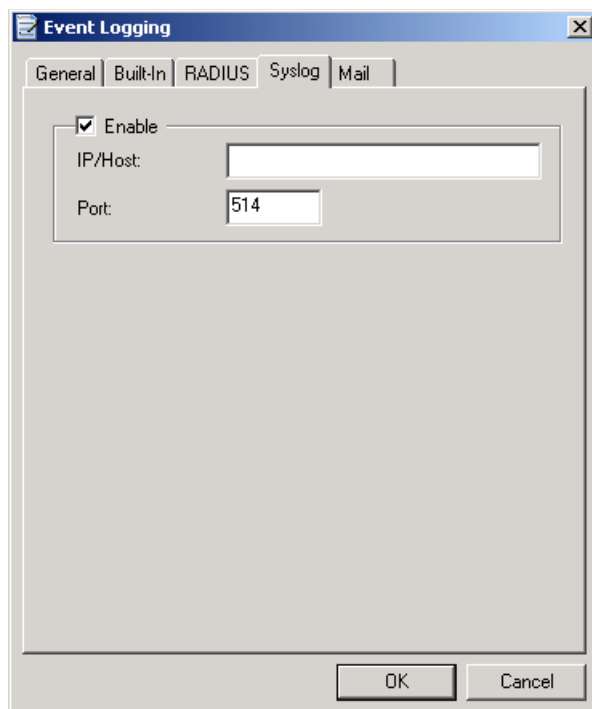 Event Logging
General Built-In RADIUS Syslog Mail
Enable
IP/Host:
Port: 514
OK Cancel